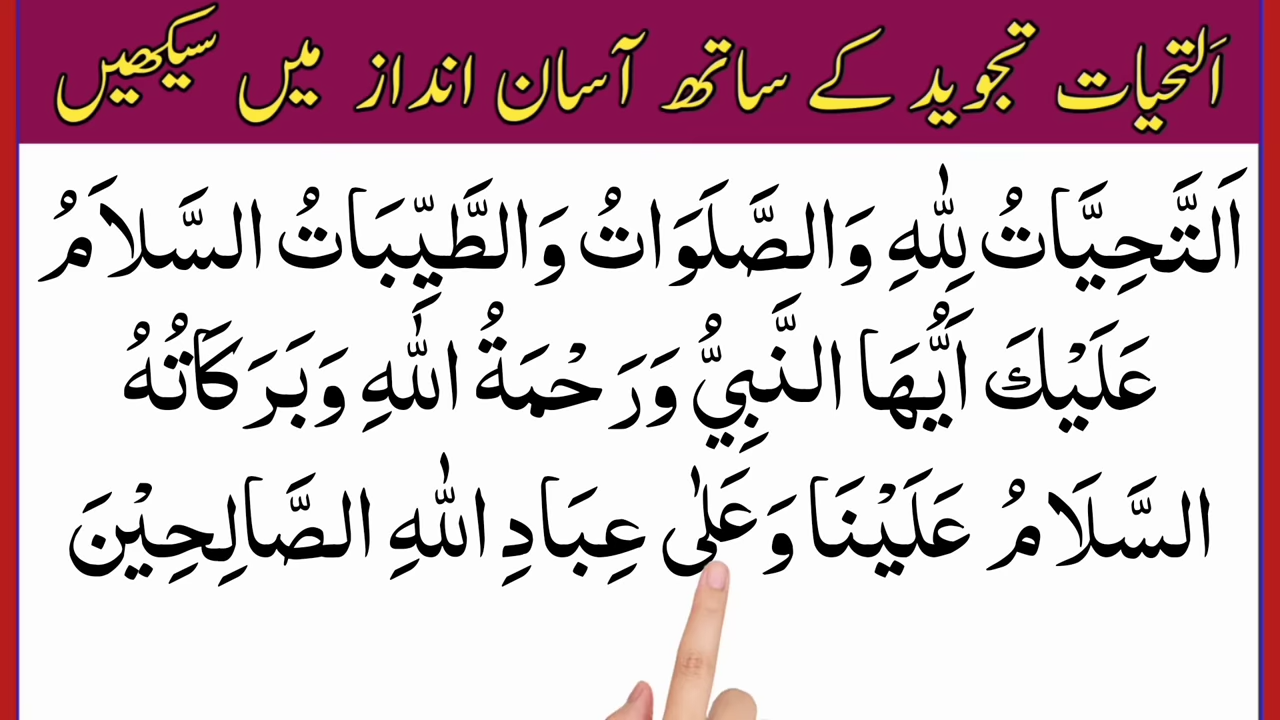 اَلتحیات تجوید کے ساتھ آسان انداز میں سیکھیں
اَلتَّحِيَّاتُ لِلّٰهِ وَالصَّلَوَاتُ وَالطَّيِّبَاتُ السَّلاَمُ
عَلَيْكَ اَيُّهَا النَّبِيُّ وَرَحْمَةُ اللّٰهِ وَبَرَكَاتُهُ
السَّلَامُ عَلَيْنَا وَعَلٰى عِبَادِ اللّٰهِ الصَّالِحِيْنَ